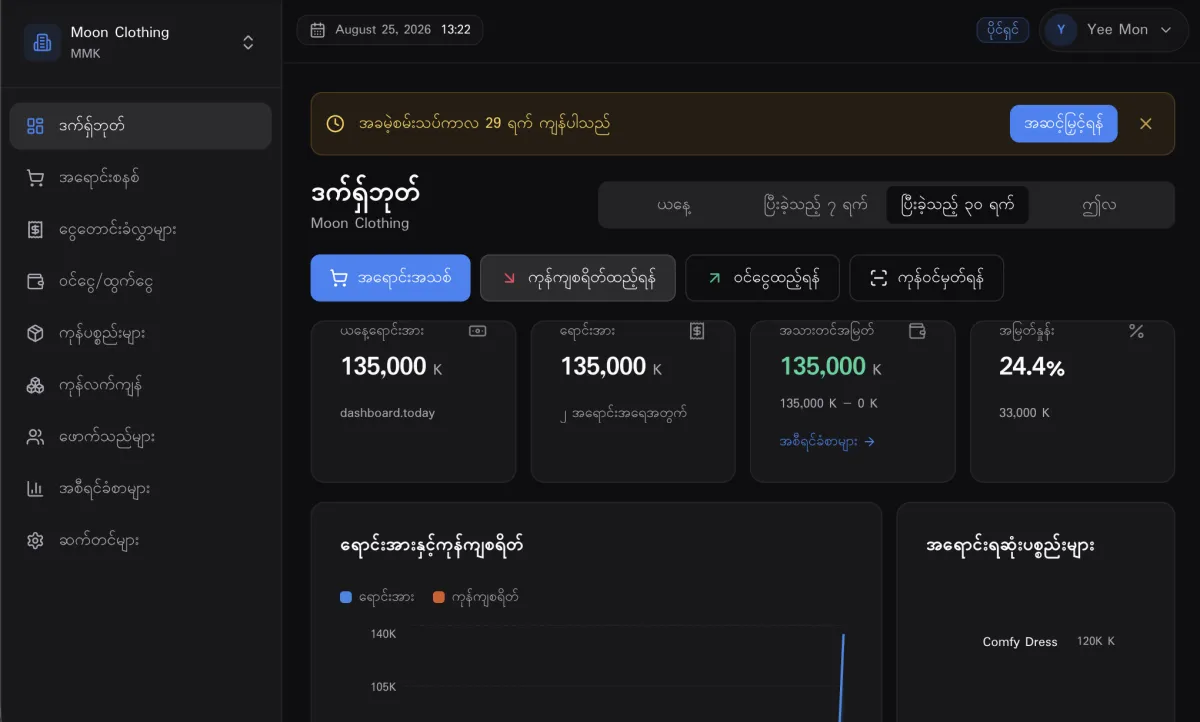 Moon Clothing
MMK
August 25, 2026 13:22
ပိုင်ရှင်
Y
Yee Mon
ဒက်ရှ်ဘုတ်
အရောင်းစနစ်
ငွေတောင်းခံလွှာများ
ဝင်ငွေ/ထွက်ငွေ
ကုန်ပစ္စည်းများ
ကုန်လက်ကျန်
ဖောက်သည်များ
အစီရင်ခံစာများ
ဆက်တင်များ
အခမဲ့စမ်းသပ်ကာလ 29 ရက် ကျန်ပါသည်
အဆင့်မြှင့်ရန်
ဒက်ရှ်ဘုတ်
Moon Clothing
ယနေ့
ပြီးခဲ့သည့် ၇ ရက်
ပြီးခဲ့သည့် ၃၀ ရက်
ဤလ
အရောင်းအသစ်
ကုန်ကျစရိတ်ထည့်ရန်
ဝင်ငွေထည့်ရန်
ကုန်ဝင်မှတ်ရန်
ယနေ့ရောင်းအား
135,000 K
dashboard.today
ရောင်းအား
135,000 K
၂ အရောင်းအရေအတွက်
အသားတင်အမြတ်
135,000 K
135,000 K — 0 K
အစီရင်ခံစာများ →
အမြတ်နှုန်း
24.4%
33,000 K
ရောင်းအားနှင့်ကုန်ကျစရိတ်
ရောင်းအား
ကုန်ကျစရိတ်
140K
105K
အရောင်းရဆုံးပစ္စည်းများ
Comfy Dress 120K K